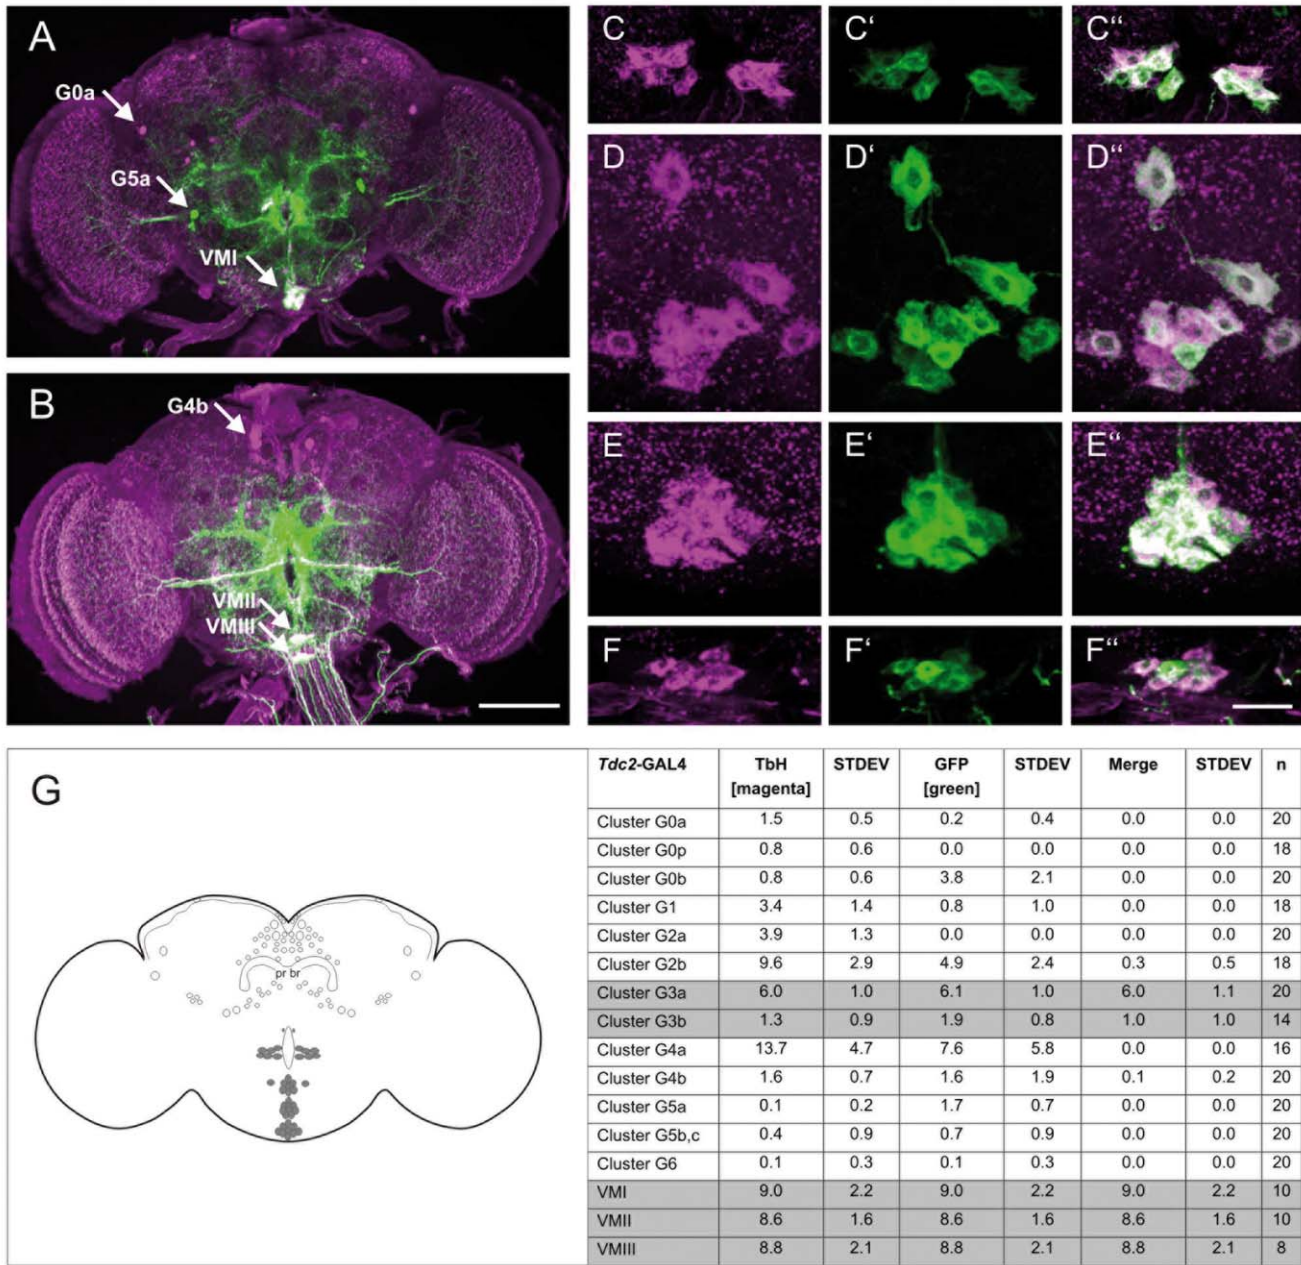 A
G0a
G5a
VMI
B
G4b
VMII
VMIII
C C‘ C“
D D‘ D“
E E‘ E“
F F‘ F“
G
pr br
Tdc2-GAL4 TbH [magenta] STDEV GFP [green] STDEV Merge STDEV n
Cluster G0a 1.5 0.5 0.2 0.4 0.0 0.0 20
Cluster G0p 0.8 0.6 0.0 0.0 0.0 0.0 18
Cluster G0b 0.8 0.6 3.8 2.1 0.0 0.0 20
Cluster G1 3.4 1.4 0.8 1.0 0.0 0.0 18
Cluster G2a 3.9 1.3 0.0 0.0 0.0 0.0 20
Cluster G2b 9.6 2.9 4.9 2.4 0.3 0.5 18
Cluster G3a 6.0 1.0 6.1 1.0 6.0 1.1 20
Cluster G3b 1.3 0.9 1.9 0.8 1.0 1.0 14
Cluster G4a 13.7 4.7 7.6 5.8 0.0 0.0 16
Cluster G4b 1.6 0.7 1.6 1.9 0.1 0.2 20
Cluster G5a 0.1 0.2 1.7 0.7 0.0 0.0 20
Cluster G5b,c 0.4 0.9 0.7 0.9 0.0 0.0 20
Cluster G6 0.1 0.3 0.1 0.3 0.0 0.0 20
VMI 9.0 2.2 9.0 2.2 9.0 2.2 10
VMII 8.6 1.6 8.6 1.6 8.6 1.6 10
VMIII 8.8 2.1 8.8 2.1 8.8 2.1 8